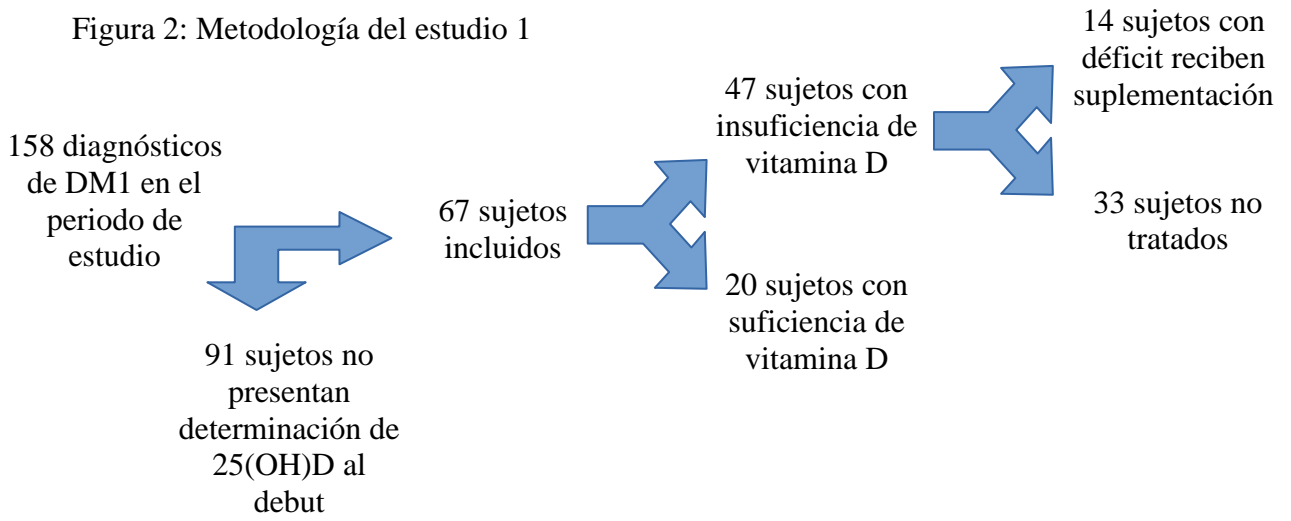 Figura 2: Metodología del estudio 1
158 diagnósticos
de DM1 en el
periodo de
estudio
91 sujetos no
presentan
determinación de
25(OH)D al
debut
67 sujetos
incluidos
47 sujetos con
insuficiencia de
vitamina D
20 sujetos con
suficiencia de
vitamina D
14 sujetos con
déficit reciben
suplementación
33 sujetos no
tratados